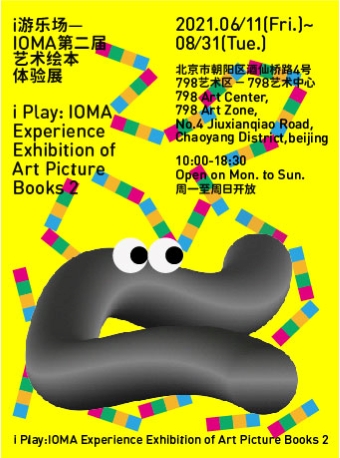 i游乐场—
IOMA第二届
艺术绘本
体验展
i Play: IOMA
Experience
Exhibition of
Art Picture
Books 2
2021.06/11(Fri.)~
08/31(Tue.)
北京市朝阳区酒仙桥路4号
798艺术区 — 798艺术中心
798 Art Center,
798 Art Zone,
No.4 Jiuxianqiao Road,
Chaoyang District,beijing
10:00-18:30
Open on Mon. to Sun.
周一至周日开放
i Play:IOMA Experience Exhibition of Art Picture Books 2